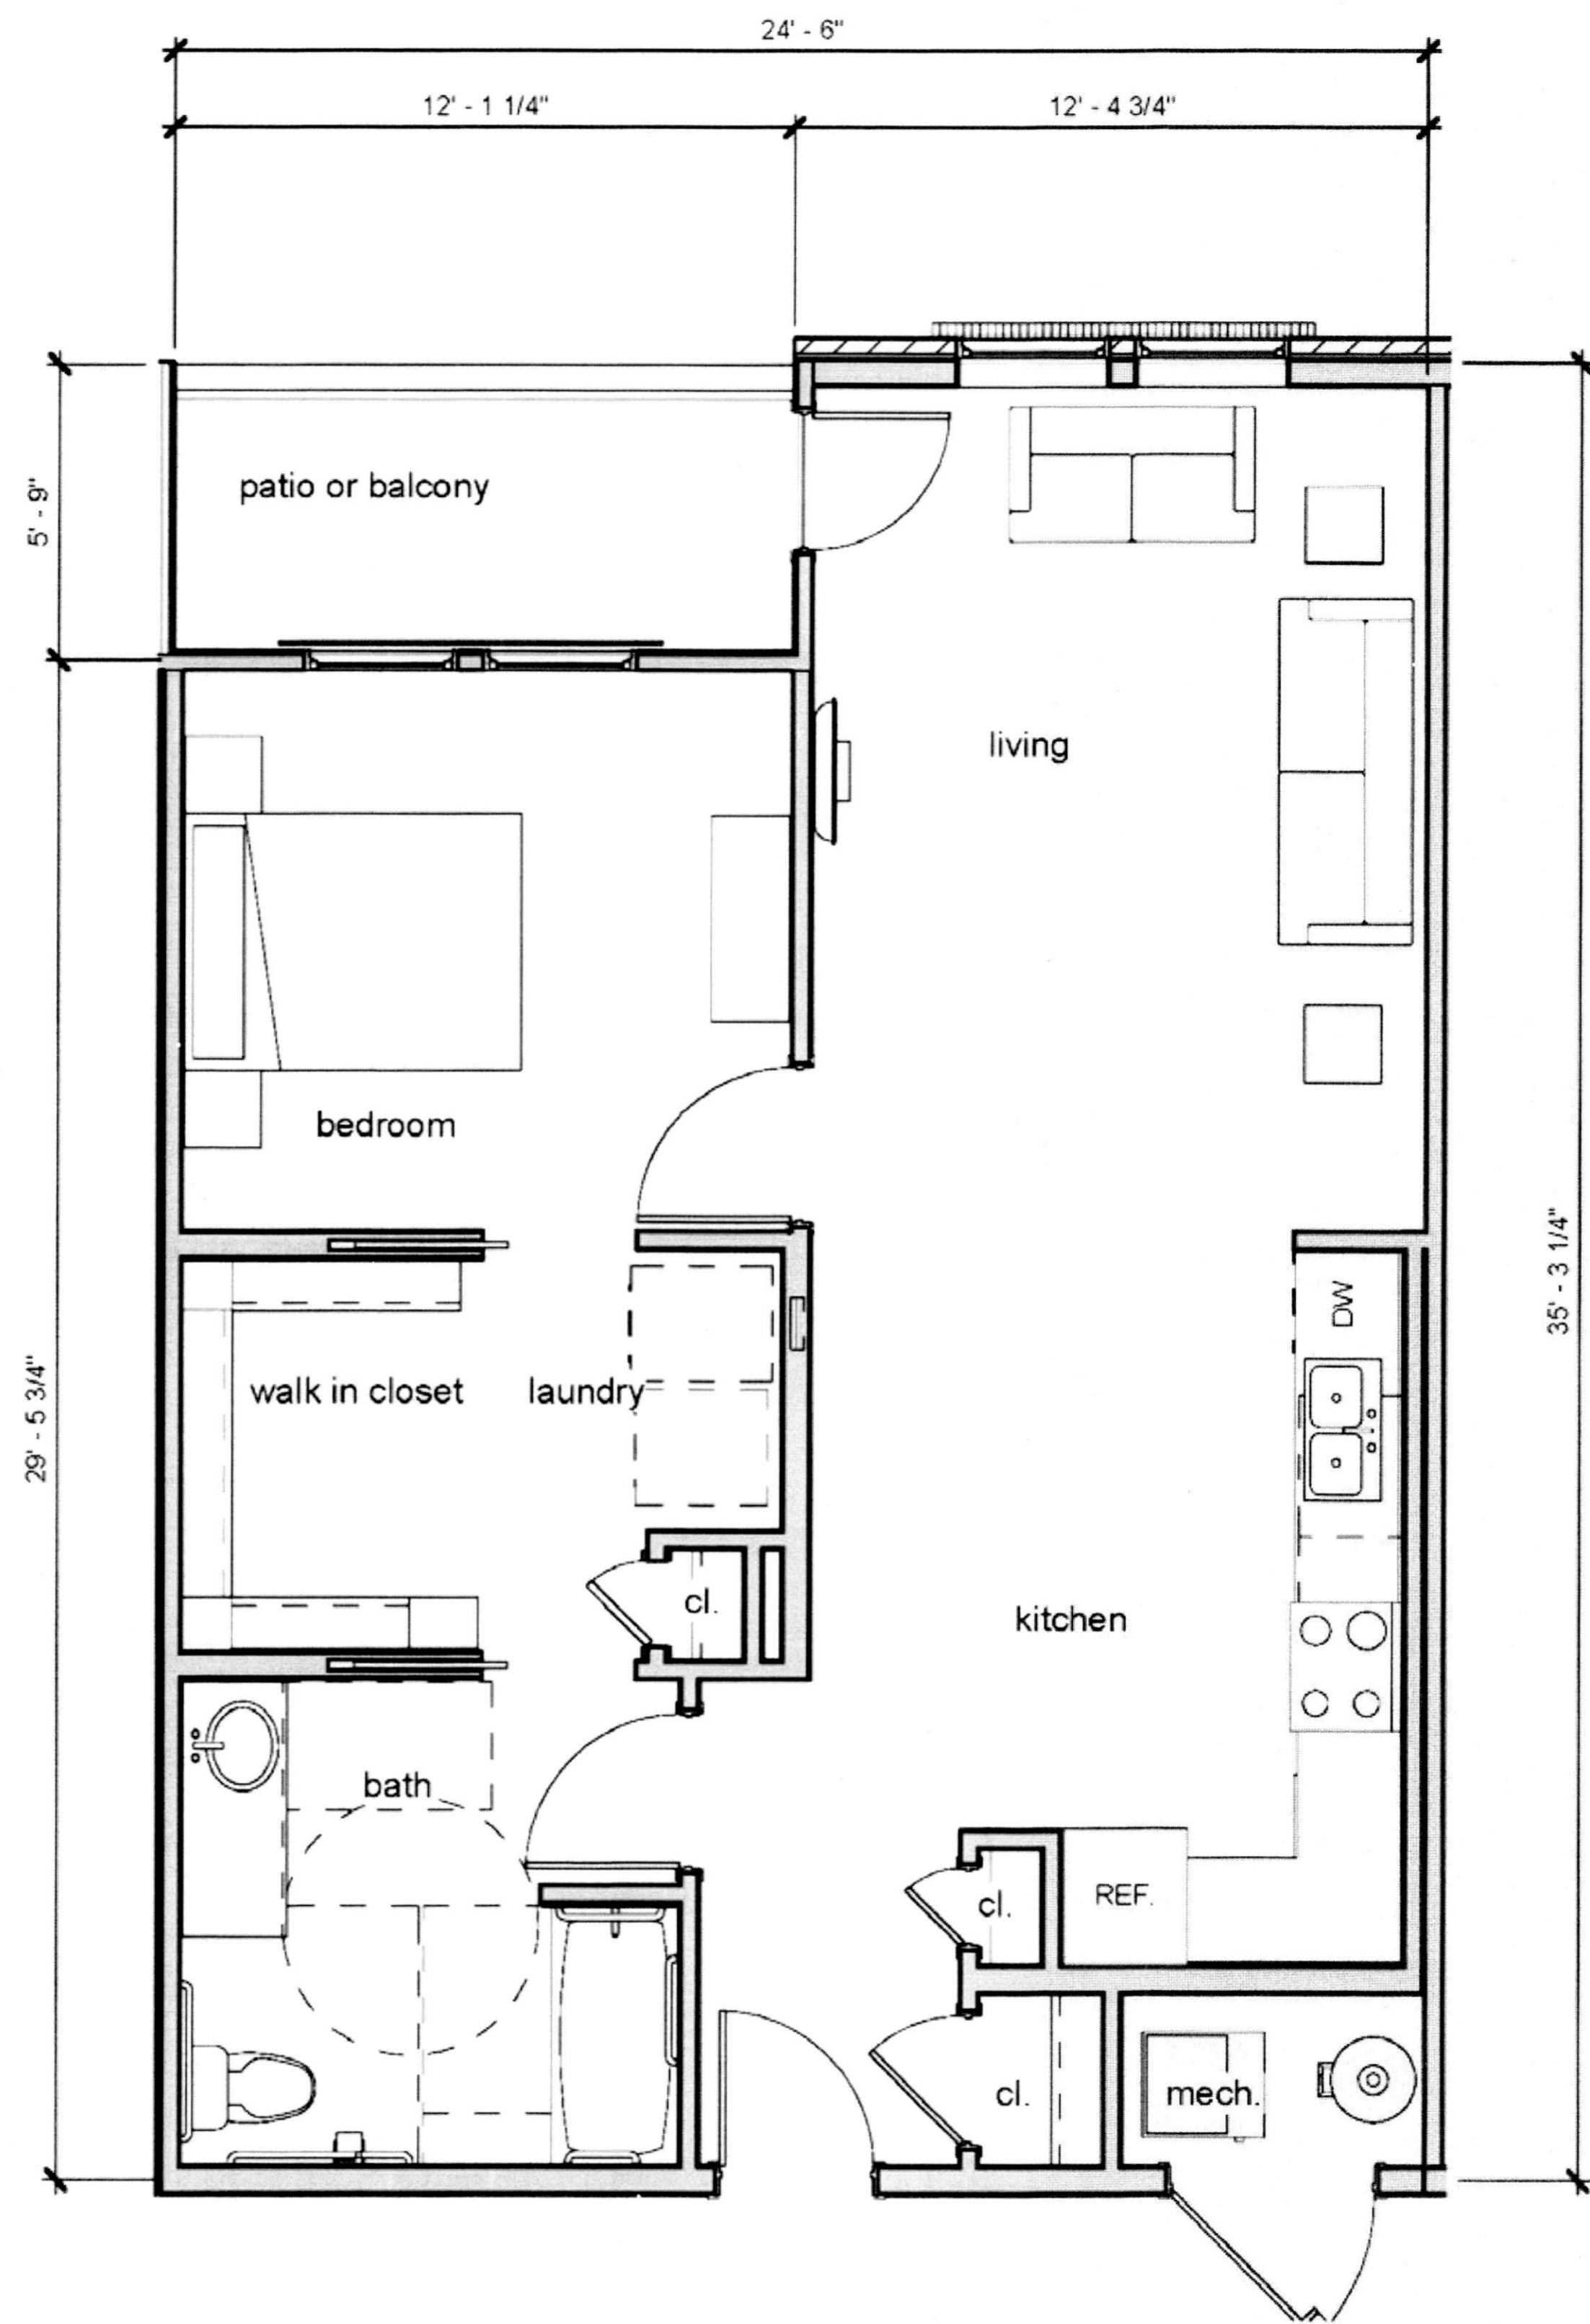 24' - 6"
12' - 1 1/4"
12' - 4 3/4"
5' - 9"
patio or balcony
living
bedroom
35' - 3 1/4"
DW
29' - 5 3/4"
walk in closet
laundry
cl.
kitchen
bath
cl.
REF.
cl.
mech.